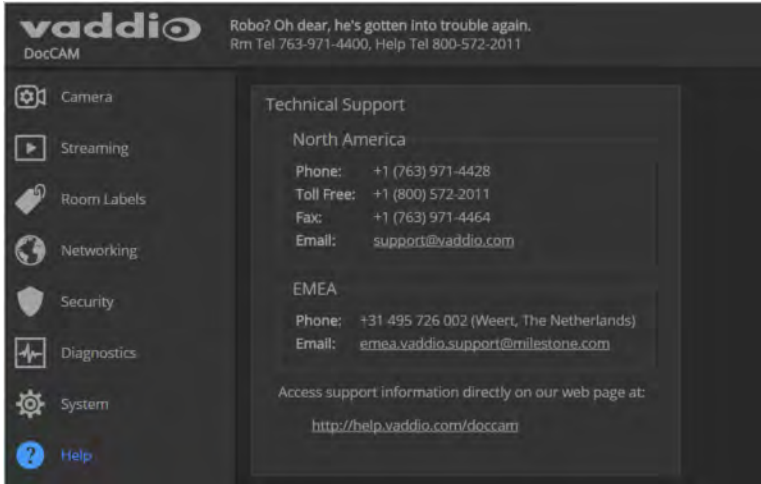 vaddio
DocCAM
Robo? Oh dear, he's gotten into trouble again.
Rm Tel 763-971-4400, Help Tel 800-572-2011
Camera
Streaming
Room Labels
Networking
Security
Diagnostics
System
Help
Technical Support
North America
Phone: +1 (763) 971-4428
Toll Free: +1 (800) 572-2011
Fax: +1 (763) 971-4464
Email: support@vaddio.com
EMEA
Phone: +31 495 726 002 (Weert, The Netherlands)
Email: emea.vaddio.support@milestone.com
Access support information directly on our web page at:
http://help.vaddio.com/doccam